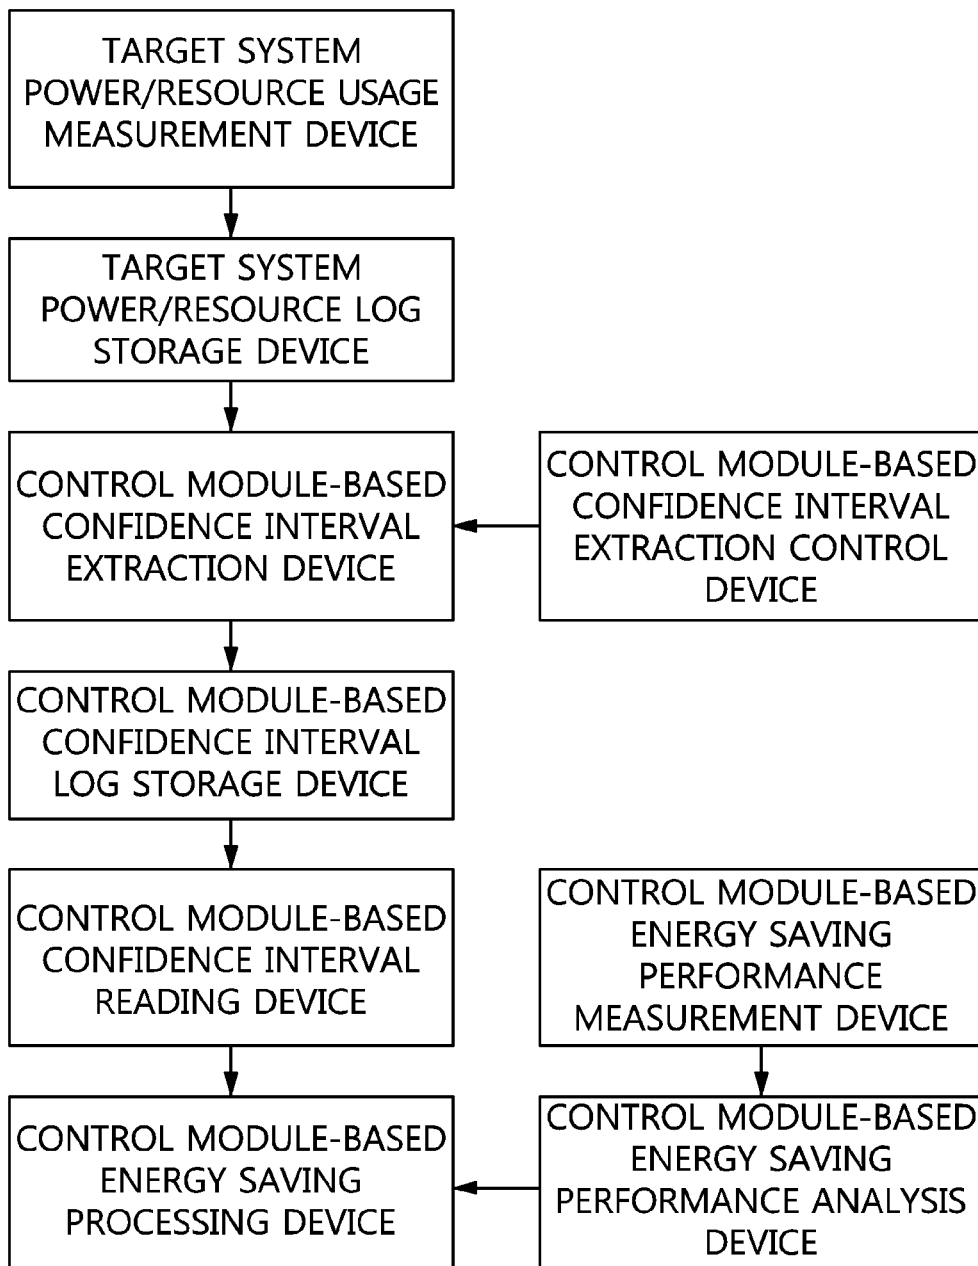 TARGET SYSTEM
POWER/RESOURCE USAGE
MEASUREMENT DEVICE
TARGET SYSTEM
POWER/RESOURCE LOG
STORAGE DEVICE
CONTROL MODULE-BASED
CONFIDENCE INTERVAL
EXTRACTION DEVICE
CONTROL MODULE-BASED
CONFIDENCE INTERVAL
EXTRACTION CONTROL
DEVICE
CONTROL MODULE-BASED
CONFIDENCE INTERVAL
LOG STORAGE DEVICE
CONTROL MODULE-BASED
CONFIDENCE INTERVAL
READING DEVICE
CONTROL MODULE-BASED
ENERGY SAVING
PERFORMANCE
MEASUREMENT DEVICE
CONTROL MODULE-BASED
ENERGY SAVING
PROCESSING DEVICE
CONTROL MODULE-BASED
ENERGY SAVING
PERFORMANCE ANALYSIS
DEVICE